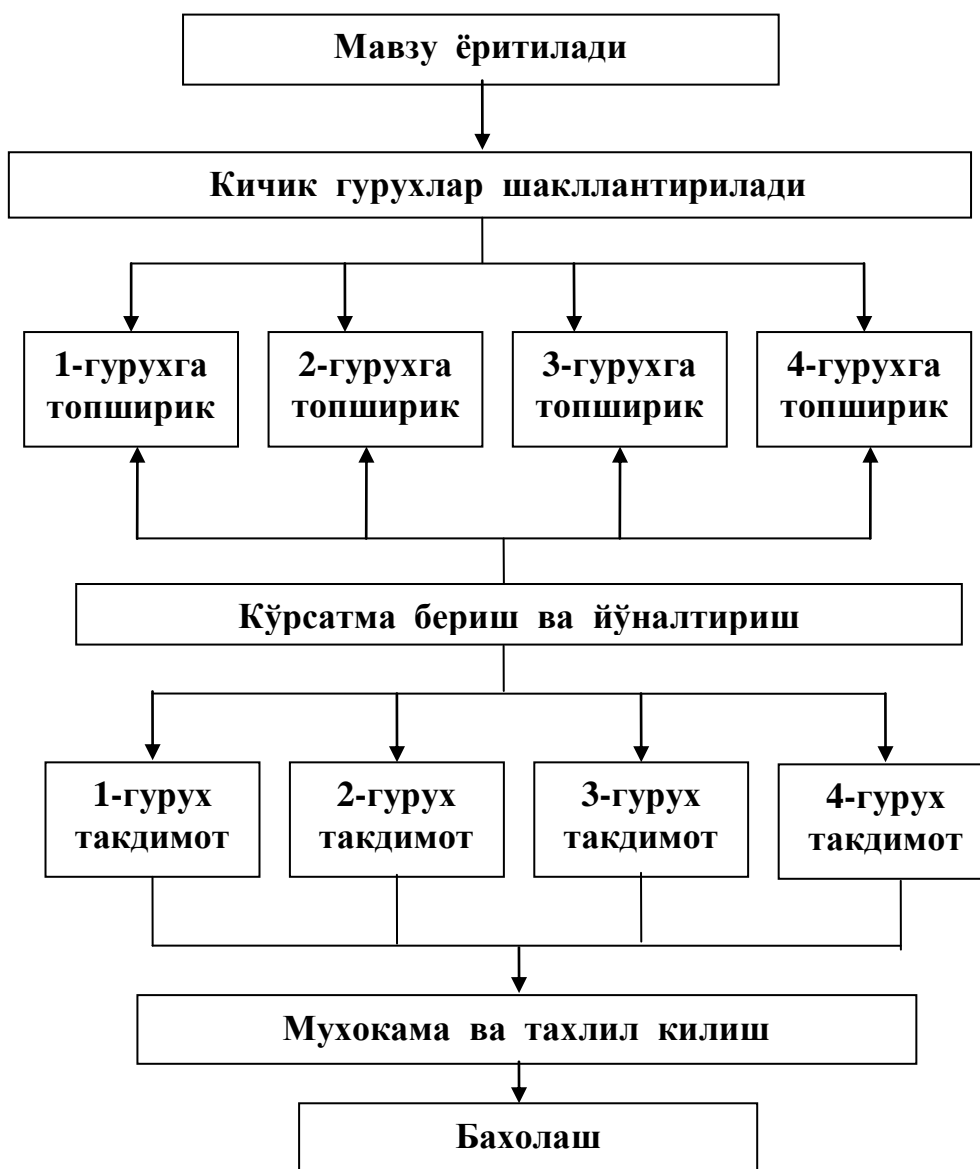 Мавзу ёритилади
Кичик гурухлар шакллантирилади
1-гурухга
топширик
2-гурухга
топширик
3-гурухга
топширик
4-гурухга
топширик
Кўрсатма бериш ва йўналтириш
1-гурух
такдимот
2-гурух
такдимот
3-гурух
такдимот
4-гурух
такдимот
Мухокама ва тахлил килиш
Бахолаш